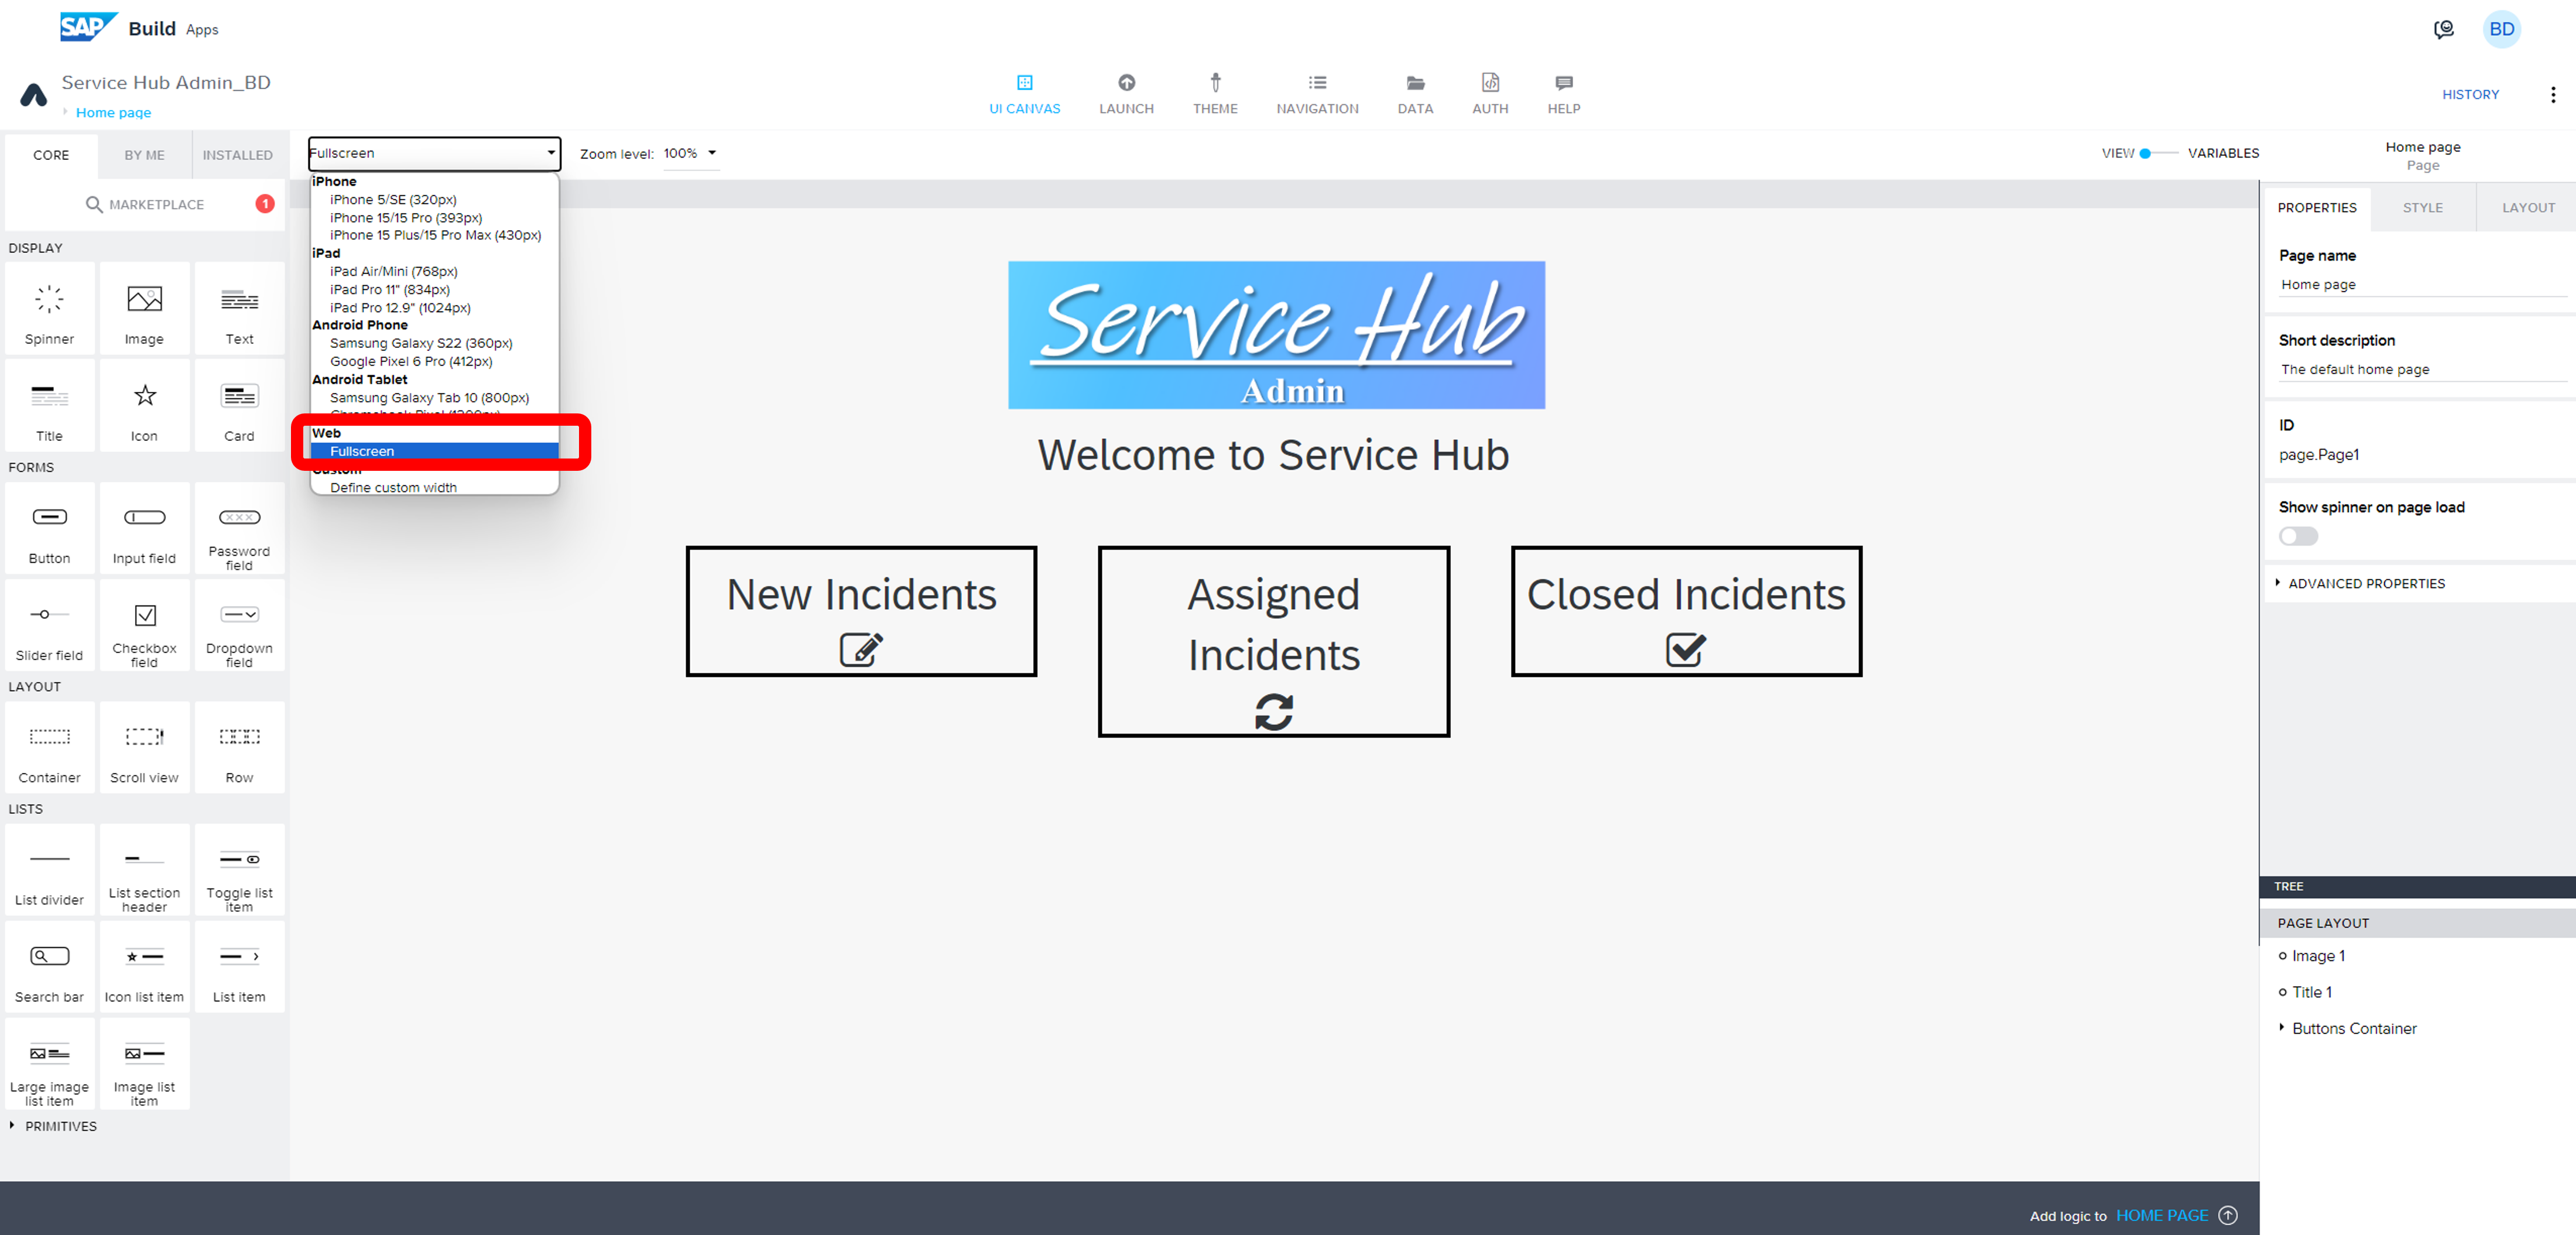 SAP Build Apps
BD
Service Hub Admin_BD
Home page
UI CANVAS
LAUNCH
THEME
NAVIGATION
DATA
AUTH
HELP
HISTORY
CORE
BY ME
INSTALLED
MARKETPLACE
1
DISPLAY
Spinner
Image
Text
Title
Icon
Card
FORMS
Button
Input field
Password
field
Slider field
Checkbox
field
Dropdown
field
LAYOUT
Container
Scroll view
Row
LISTS
List divider
List section
header
Toggle list
item
Search bar
Icon list item
List item
Large image
list item
Image list
item
PRIMITIVES
Fullscreen
Zoom level: 100%
VIEW
VARIABLES
iPhone
iPhone 5/SE (320px)
iPhone 15/15 Pro (393px)
iPhone 15 Plus/15 Pro Max (430px)
iPad
iPad Air/Mini (768px)
iPad Pro 11" (834px)
iPad Pro 12.9" (1024px)
Android Phone
Samsung Galaxy S22 (360px)
Google Pixel 6 Pro (412px)
Android Tablet
Samsung Galaxy Tab 10 (800px)
Web
Fullscreen
Custom
Define custom width
Service Hub
Admin
Welcome to Service Hub
New Incidents
Assigned
Incidents
Closed Incidents
Add logic to HOME PAGE
Home page
Page
PROPERTIES
STYLE
LAYOUT
Page name
Home page
Short description
The default home page
ID
page.Page1
Show spinner on page load
ADVANCED PROPERTIES
TREE
PAGE LAYOUT
Image 1
Title 1
Buttons Container